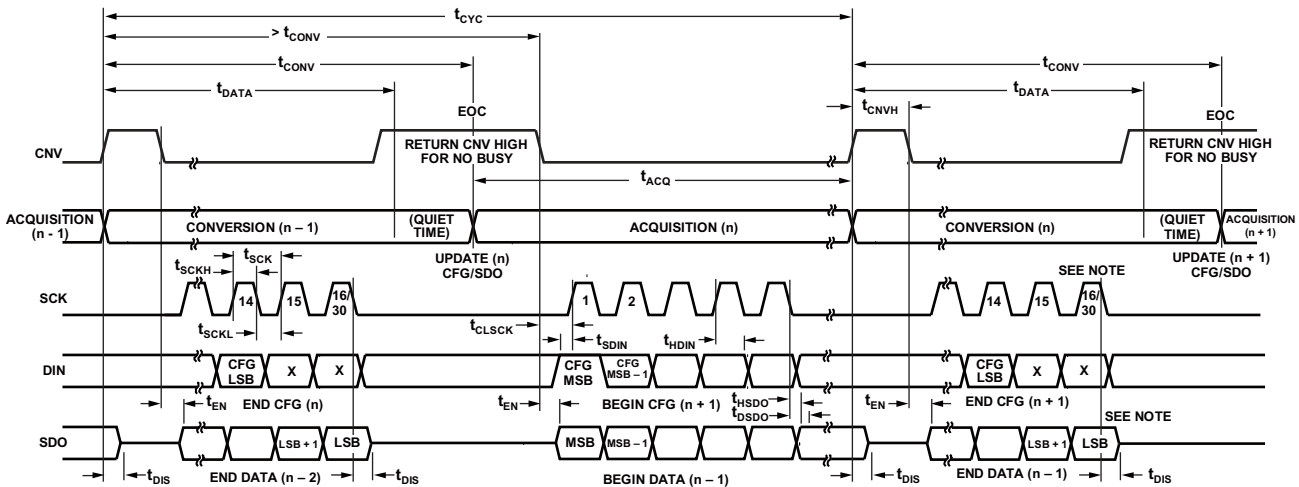 tCYC
> tCONV
tCONV
tCONV
tDATA
tDATA
tCNVH
EOC
EOC
CNV
RETURN CNV HIGH
FOR NO BUSY
RETURN CNV HIGH
FOR NO BUSY
tACQ
ACQUISITION
(n - 1)
CONVERSION (n – 1)
(QUIET
TIME)
ACQUISITION (n)
CONVERSION (n)
(QUIET
TIME)
ACQUISITION
(n + 1)
UPDATE (n)
CFG/SDO
UPDATE (n + 1)
CFG/SDO
tSCKH
tSCK
SEE NOTE
SCK
14
15
16/
30
1
2
14
15
16/
30
tSCKL
tCLSCK
tSDIN
tHDIN
DIN
CFG
LSB
X
X
CFG
MSB
CFG
MSB – 1
CFG
LSB
X
X
tEN
END CFG (n)
tEN
BEGIN CFG (n + 1)
tHSDO
tDSDO
tEN
END CFG (n + 1)
SEE NOTE
SDO
LSB + 1
LSB
MSB
MSB – 1
LSB + 1
LSB
tDIS
END DATA (n – 2)
tDIS
BEGIN DATA (n – 1)
tDIS
END DATA (n – 1)
tDIS